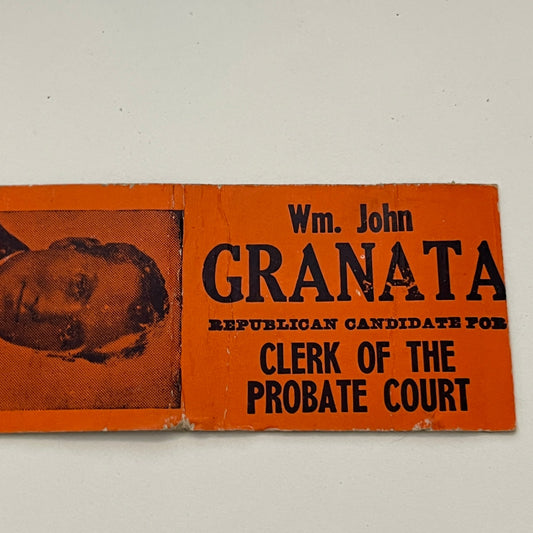 Wm. John
GRANATA
REPUBLICAN CANDIDATE FOR
CLERK OF THE
PROBATE COURT